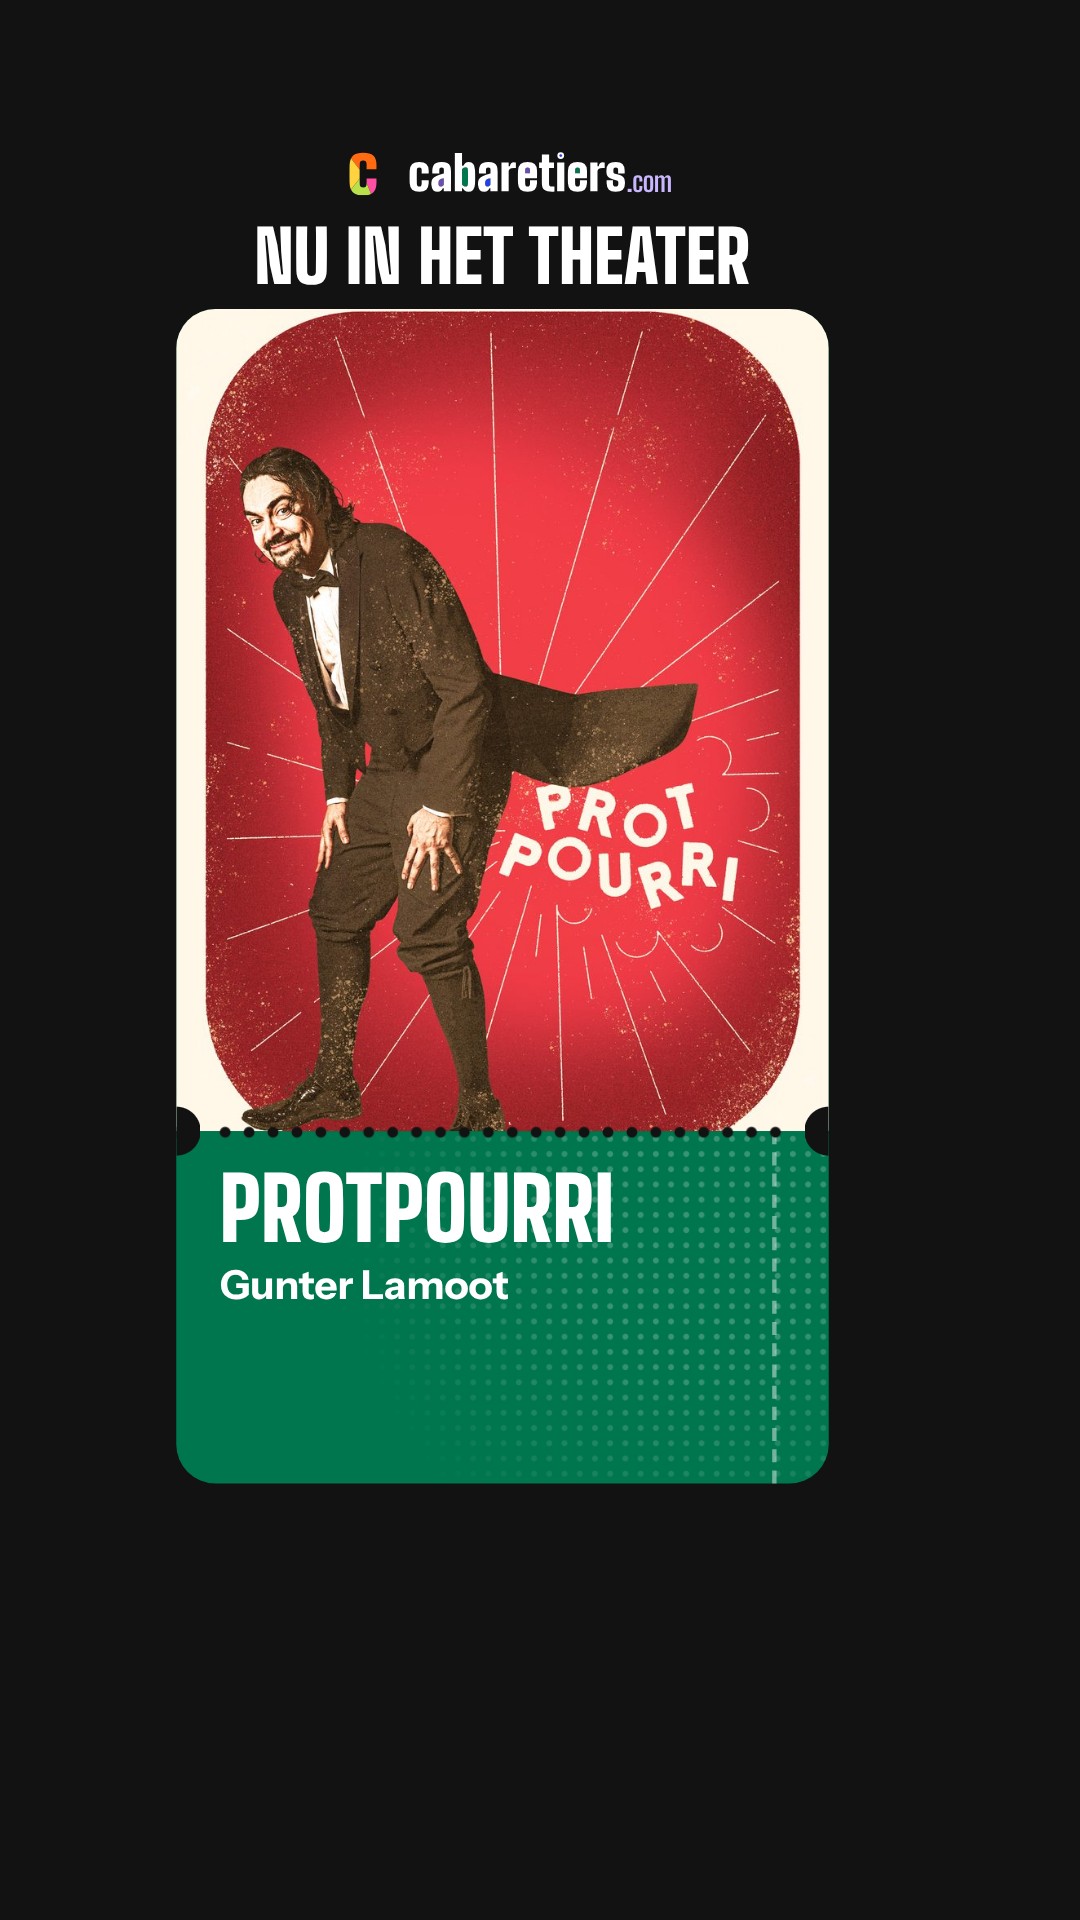 C cabaretiers.com
NU IN HET THEATER
PROT
POURRI
PROTPOURRI
Gunter Lamoot